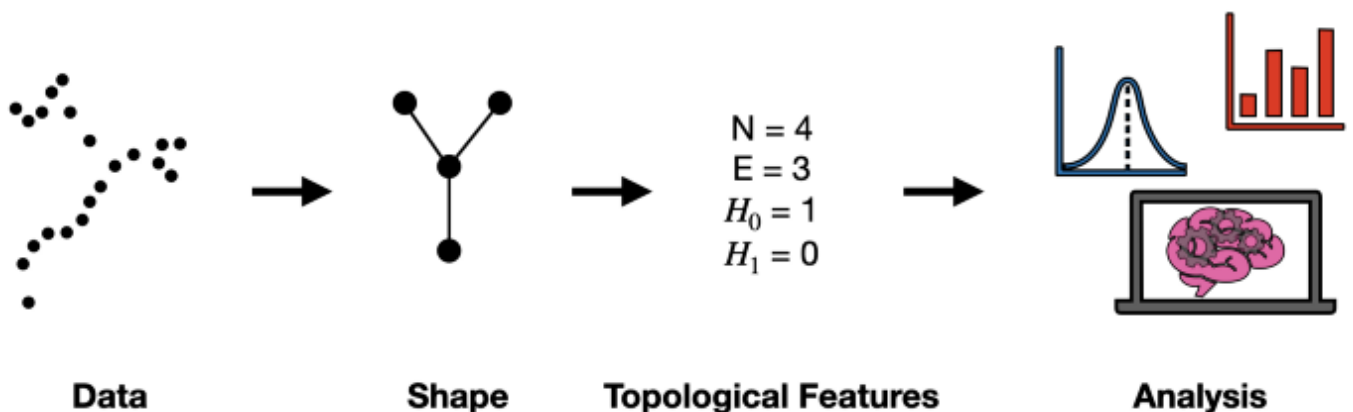 N = 4
E = 3
H₀ = 1
H₁ = 0
Data
Shape
Topological Features
Analysis